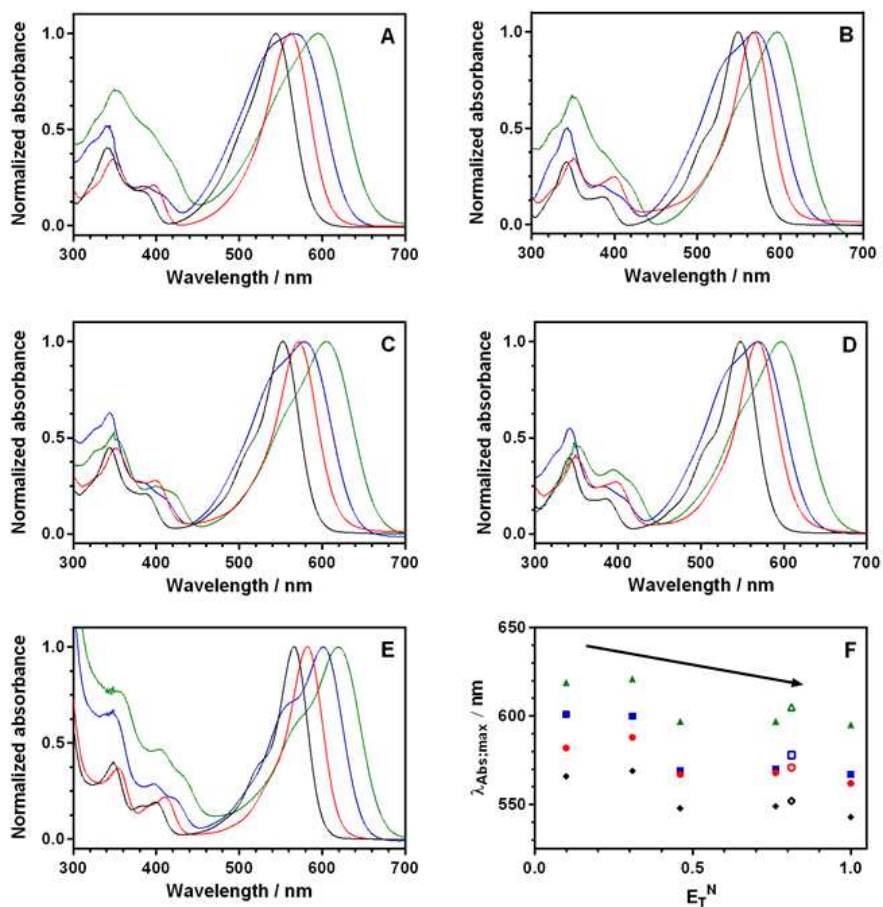 A
Normalized absorbance
1.0
0.5
0.0
300 400 500 600 700
Wavelength / nm
B
Normalized absorbance
1.0
0.5
0.0
300 400 500 600 700
Wavelength / nm
C
Normalized absorbance
1.0
0.5
0.0
300 400 500 600 700
Wavelength / nm
D
Normalized absorbance
1.0
0.5
0.0
300 400 500 600 700
Wavelength / nm
E
Normalized absorbance
1.0
0.5
0.0
300 400 500 600 700
Wavelength / nm
F
λAbs;max / nm
650
600
550
0.0 0.5 1.0
ETN